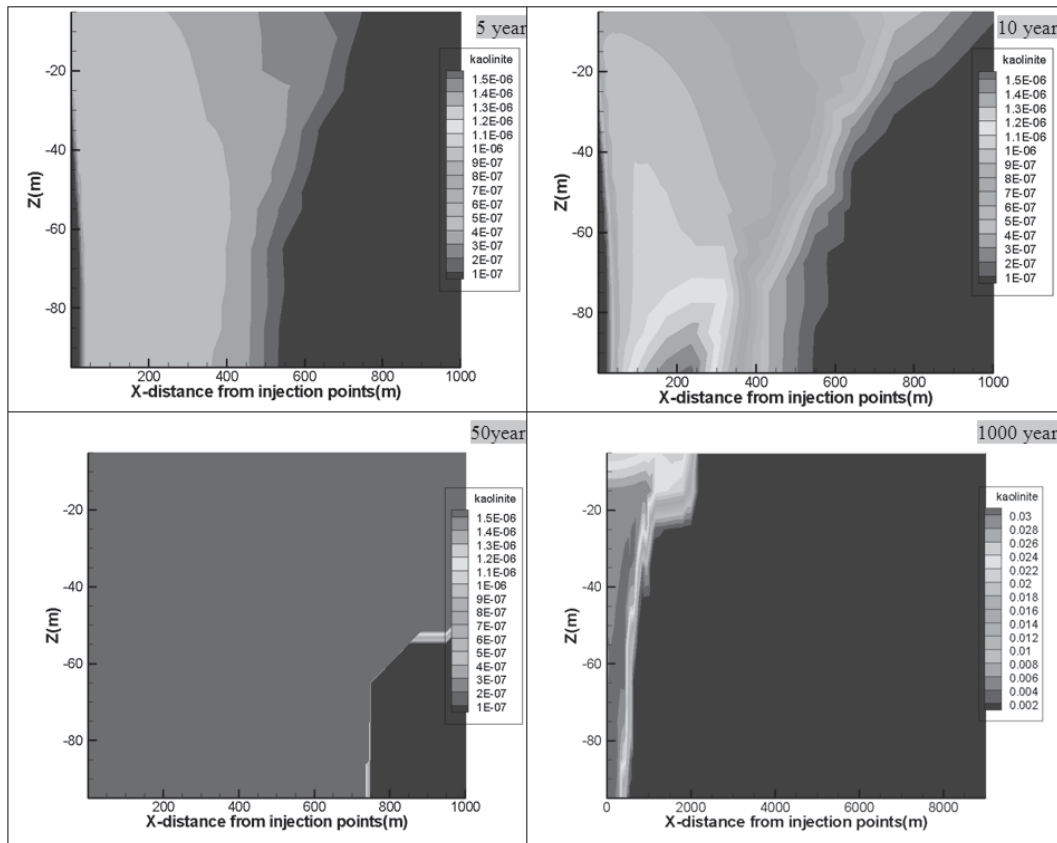 5 year
kaolinite
1.5E-06
1.4E-06
1.3E-06
1.2E-06
1.1E-06
1E-06
9E-07
8E-07
7E-07
6E-07
5E-07
4E-07
3E-07
2E-07
1E-07
Z(m)
-20
-40
-60
-80
200 400 600 800 1000
X-distance from injection points(m)
10 year
kaolinite
1.5E-06
1.4E-06
1.3E-06
1.2E-06
1.1E-06
1E-06
9E-07
8E-07
7E-07
6E-07
5E-07
4E-07
3E-07
2E-07
1E-07
Z(m)
-20
-40
-60
-80
200 400 600 800 1000
X-distance from injection points(m)
50year
kaolinite
1.5E-06
1.4E-06
1.3E-06
1.2E-06
1.1E-06
1E-06
9E-07
8E-07
7E-07
6E-07
5E-07
4E-07
3E-07
2E-07
1E-07
Z(m)
-20
-40
-60
-80
200 400 600 800 1000
X-distance from injection points(m)
1000 year
kaolinite
0.03
0.028
0.026
0.024
0.022
0.02
0.018
0.016
0.014
0.012
0.01
0.008
0.006
0.004
0.002
Z(m)
-20
-40
-60
-80
0 2000 4000 6000 8000
X-distance from injection points(m)